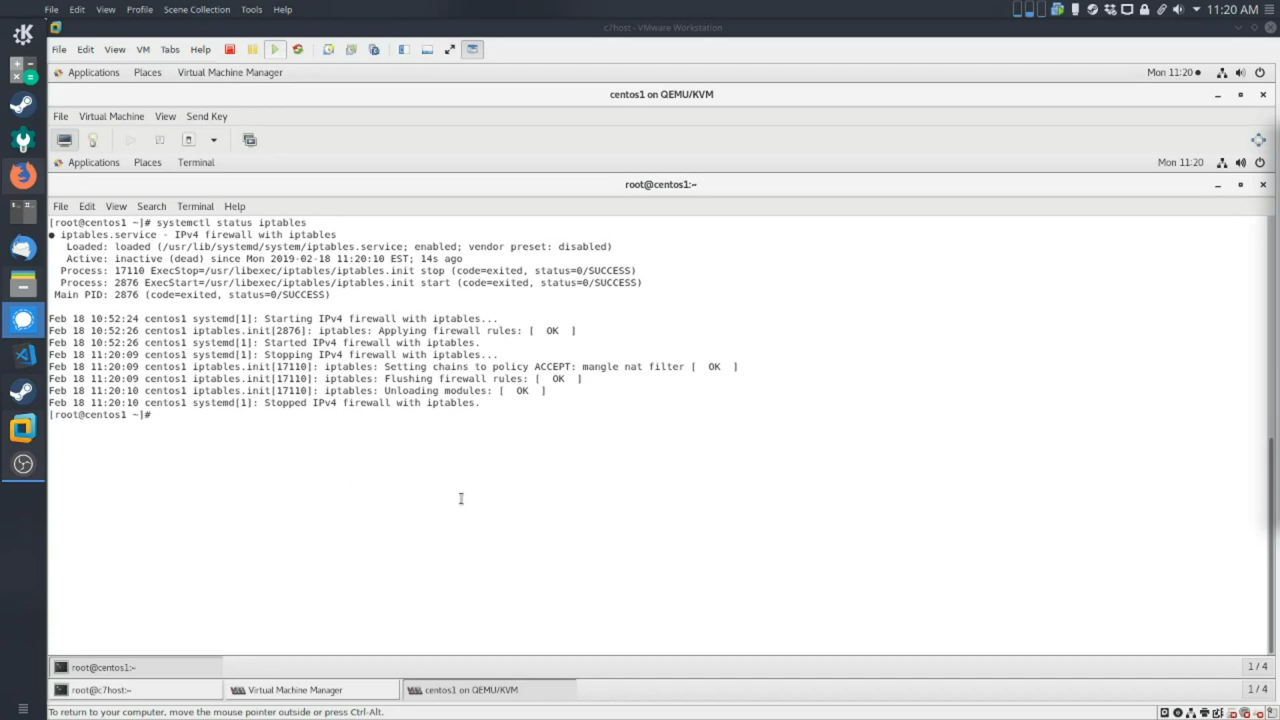 File Edit View Profile Scene Collection Tools Help
11:20 AM
c7host - VMware Workstation
File Edit View VM Tabs Help
Applications Places Virtual Machine Manager
Mon 11:20
centos1 on QEMU/KVM
File Virtual Machine View Send Key
Applications Places Terminal
Mon 11:20
root@centos1:~
File Edit View Search Terminal Help
[root@centos1 ~]# systemctl status iptables
● iptables.service - IPv4 firewall with iptables
Loaded: loaded (/usr/lib/systemd/system/iptables.service; enabled; vendor preset: disabled)
Active: inactive (dead) since Mon 2019-02-18 11:20:10 EST; 14s ago
Process: 17110 ExecStop=/usr/libexec/iptables/iptables.init stop (code=exited, status=0/SUCCESS)
Process: 2876 ExecStart=/usr/libexec/iptables/iptables.init start (code=exited, status=0/SUCCESS)
Main PID: 2876 (code=exited, status=0/SUCCESS)
Feb 18 10:52:24 centos1 systemd[1]: Starting IPv4 firewall with iptables...
Feb 18 10:52:26 centos1 iptables.init[2876]: iptables: Applying firewall rules: [ OK ]
Feb 18 10:52:26 centos1 systemd[1]: Started IPv4 firewall with iptables.
Feb 18 11:20:09 centos1 systemd[1]: Stopping IPv4 firewall with iptables...
Feb 18 11:20:09 centos1 iptables.init[17110]: iptables: Setting chains to policy ACCEPT: mangle nat filter [ OK ]
Feb 18 11:20:09 centos1 iptables.init[17110]: iptables: Flushing firewall rules: [ OK ]
Feb 18 11:20:10 centos1 iptables.init[17110]: iptables: Unloading modules: [ OK ]
Feb 18 11:20:10 centos1 systemd[1]: Stopped IPv4 firewall with iptables.
[root@centos1 ~]#
root@centos1:~
1 / 4
root@c7host:~ Virtual Machine Manager centos1 on QEMU/KVM
1 / 4
To return to your computer, move the mouse pointer outside or press Ctrl-Alt.